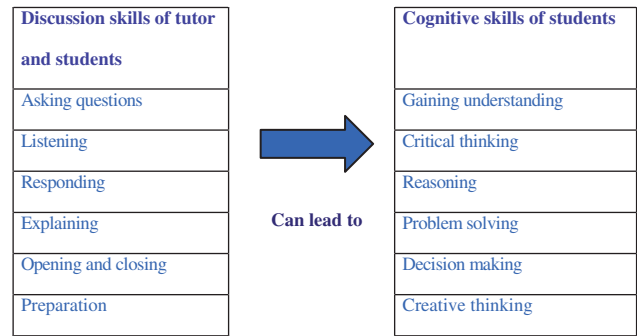 Discussion skills of tutor
and students
Asking questions
Listening
Responding
Explaining
Opening and closing
Preparation
Can lead to
Cognitive skills of students
Gaining understanding
Critical thinking
Reasoning
Problem solving
Decision making
Creative thinking